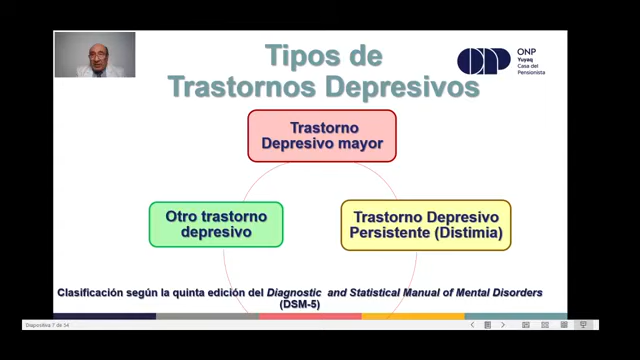 Tipos de
Trastornos Depresivos
ONP
Yuyaq
Casa del
Pensionista
Trastorno
Depresivo mayor
Otro trastorno
depresivo
Trastorno Depresivo
Persistente (Distimia)
Clasificación según la quinta edición del Diagnostic and Statistical Manual of Mental Disorders
(DSM-5)
Diapositiva 7 de 34